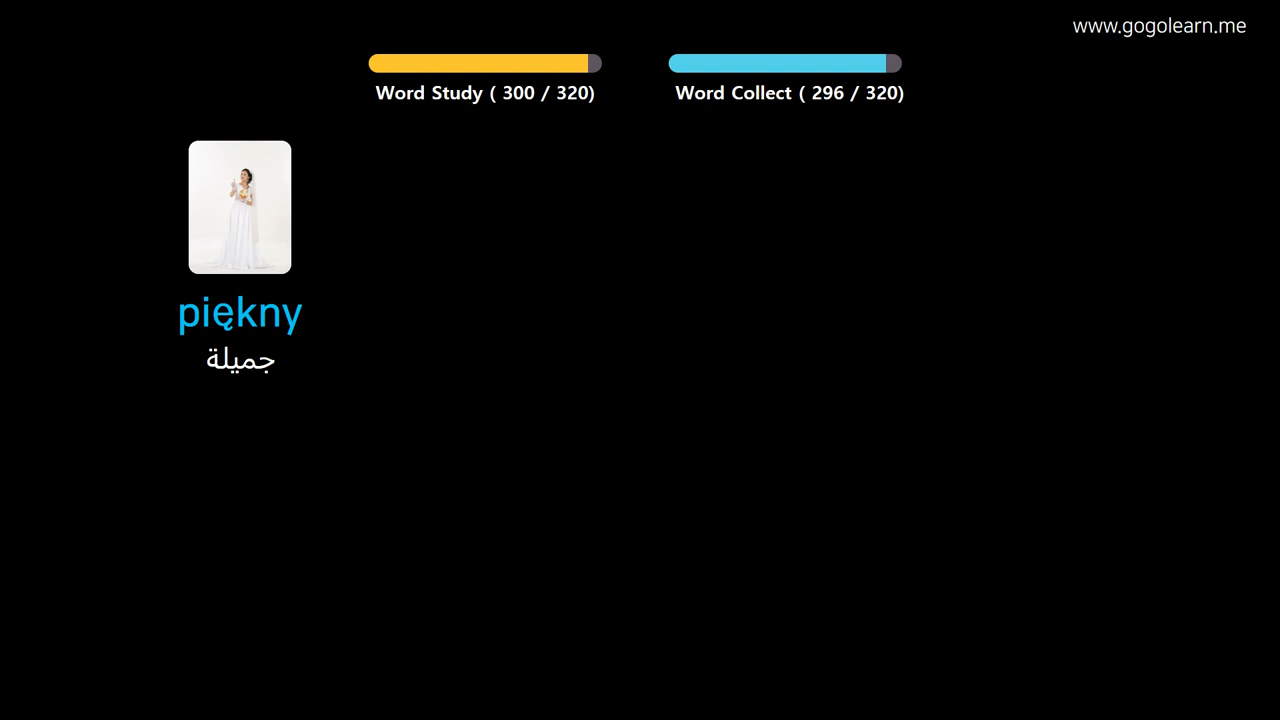 www.gogolearn.me
Word Study ( 300 / 320)
Word Collect ( 296 / 320)
piękny
جميلة